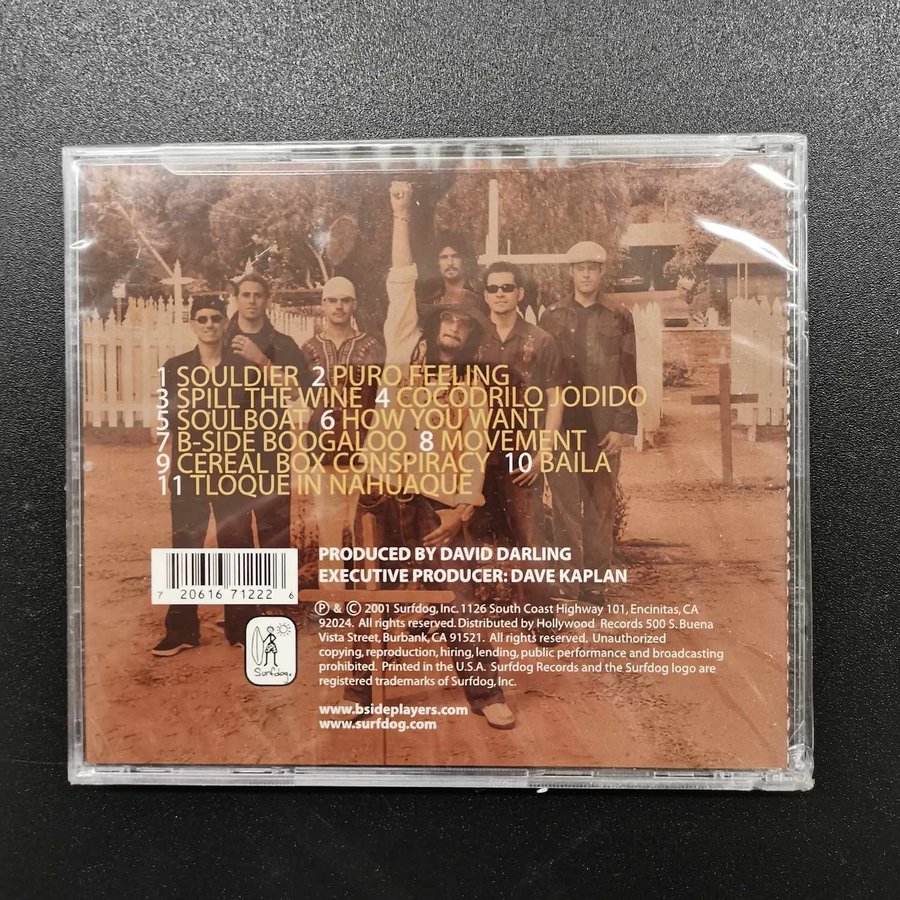 1 SOULDIER 2 PURO FEELING
3 SPILL THE WINE 4 COCODRILO JODIDO
5 SOULBOAT 6 HOW YOU WANT
7 B-SIDE BOOGALOO 8 MOVEMENT
9 CEREAL BOX CONSPIRACY 10 BAILA
11 TLOQUE IN NAHUAQUE
PRODUCED BY DAVID DARLING
EXECUTIVE PRODUCER: DAVE KAPLAN
7 20616 71222 6
℗ & © 2001 Surfdog, Inc. 1126 South Coast Highway 101, Encinitas, CA
92024. All rights reserved. Distributed by Hollywood Records 500 S. Buena
Vista Street, Burbank, CA 91521. All rights reserved. Unauthorized
copying, reproduction, hiring, lending, public performance and broadcasting
prohibited. Printed in the U.S.A. Surfdog Records and the Surfdog logo are
registered trademarks of Surfdog, Inc.
Surfdog
www.bsideplayers.com
www.surfdog.com